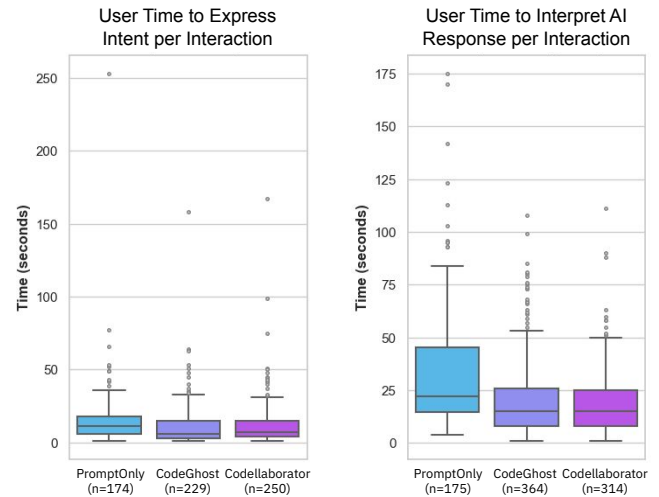 User Time to Express
Intent per Interaction
Time (seconds)
250
200
150
100
50
0
PromptOnly
(n=174)
CodeGhost
(n=229)
Codellaborator
(n=250)
User Time to Interpret AI
Response per Interaction
Time (seconds)
175
150
125
100
75
50
25
0
PromptOnly
(n=175)
CodeGhost
(n=364)
Codellaborator
(n=314)